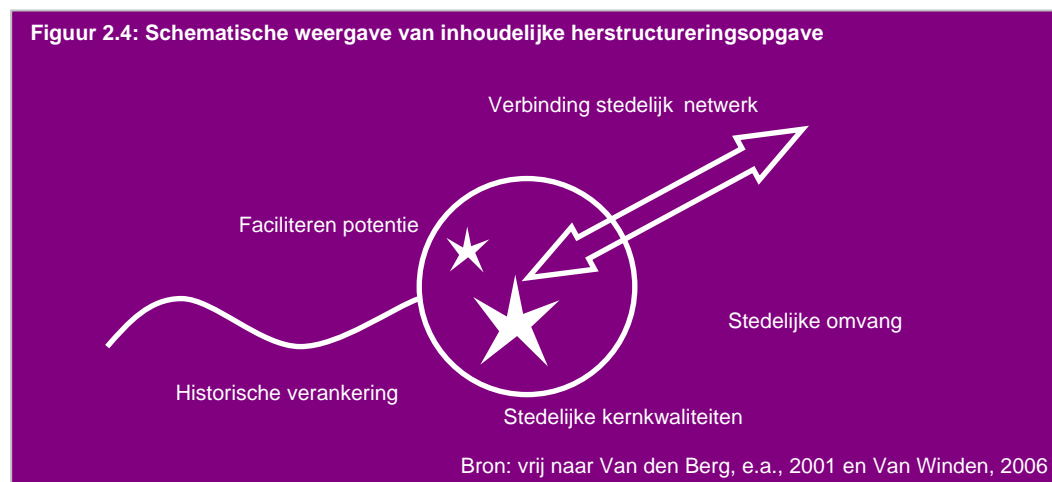 Figuur 2.4: Schematische weergave van inhoudelijke herstructureringsopgave
Verbinding stedelijk netwerk
Faciliteren potentie
Stedelijke omvang
Historische verankering
Stedelijke kernkwaliteiten
Bron: vrij naar Van den Berg, e.a., 2001 en Van Winden, 2006